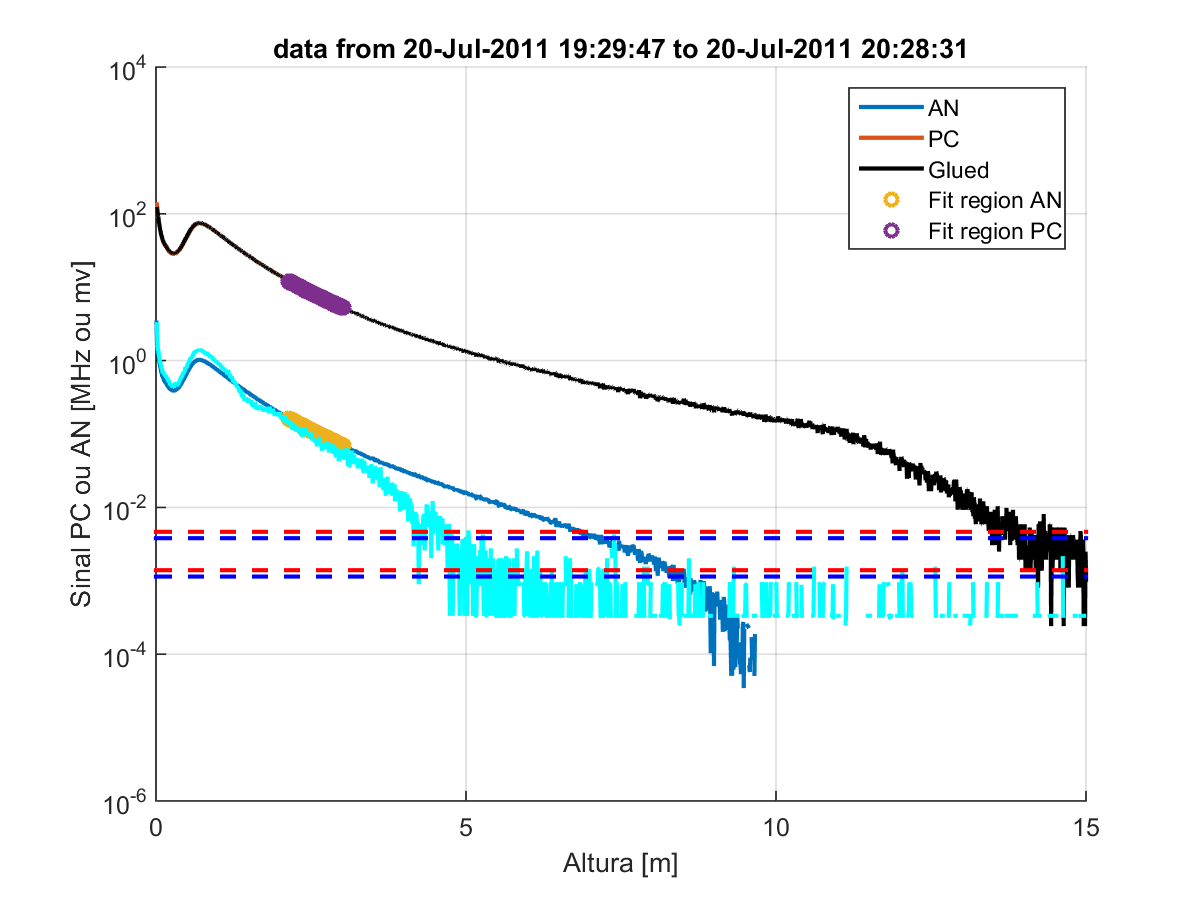 data from 20-Jul-2011 19:29:47 to 20-Jul-2011 20:28:31
10^4
10^2
10^0
10^-2
10^-4
10^-6
Sinal PC ou AN [MHz ou mv]
AN
PC
Glued
Fit region AN
Fit region PC
0 5 10 15
Altura [m]